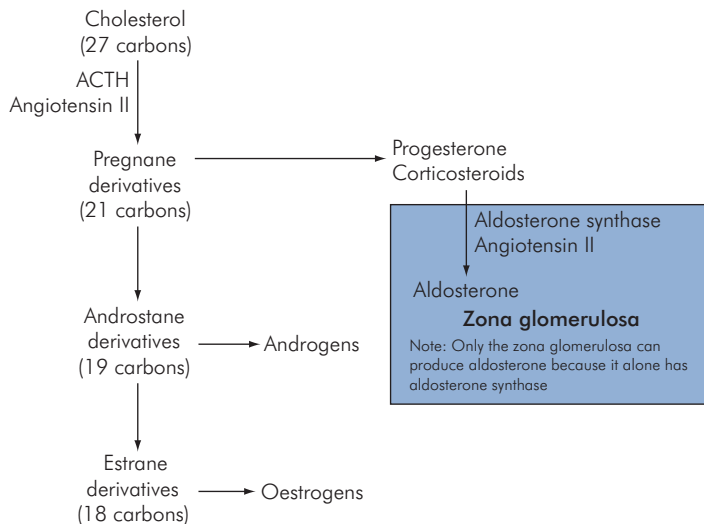 Cholesterol
(27 carbons)
ACTH
Angiotensin II
Pregnane
derivatives
(21 carbons)
Progesterone
Corticosteroids
Aldosterone synthase
Angiotensin II
Aldosterone
Zona glomerulosa
Note: Only the zona glomerulosa can
produce aldosterone because it alone has
aldosterone synthase
Androstane
derivatives
(19 carbons)
Androgens
Estrane
derivatives
(18 carbons)
Oestrogens